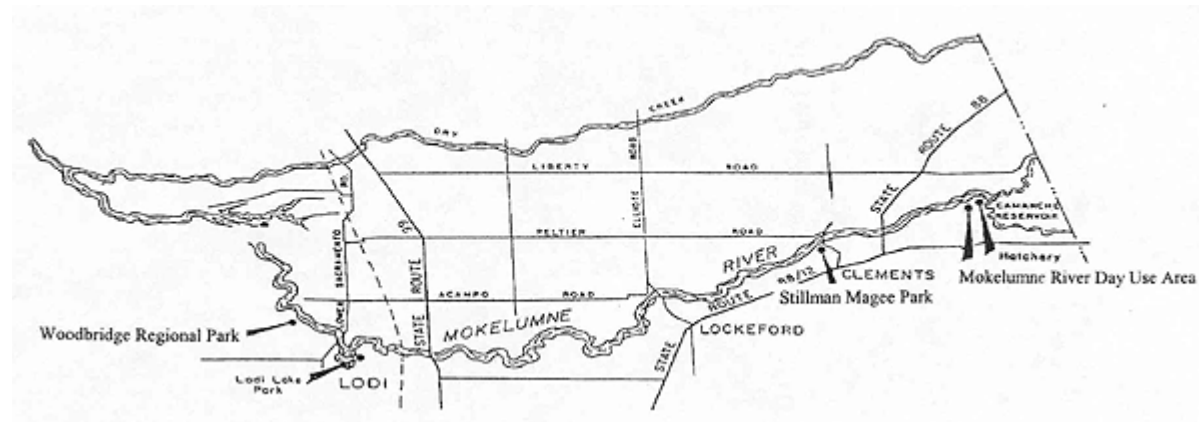 DRY CREEK
ROUTE 88
LIBERTY ROAD
ELLIOTT ROAD
RD.
STATE
CAMANCHE RESERVOIR
LOWER SACRAMENTO
99
PELTIER ROAD
RIVER
Hatchery
88/12
CLEMENTS
Mokelumne River Day Use Area
STATE ROUTE
ACAMPO ROAD
ROUTE
Stillman Magee Park
MOKELUMNE
LOCKEFORD
Woodbridge Regional Park
STATE
Lodi Lake
Park
LODI